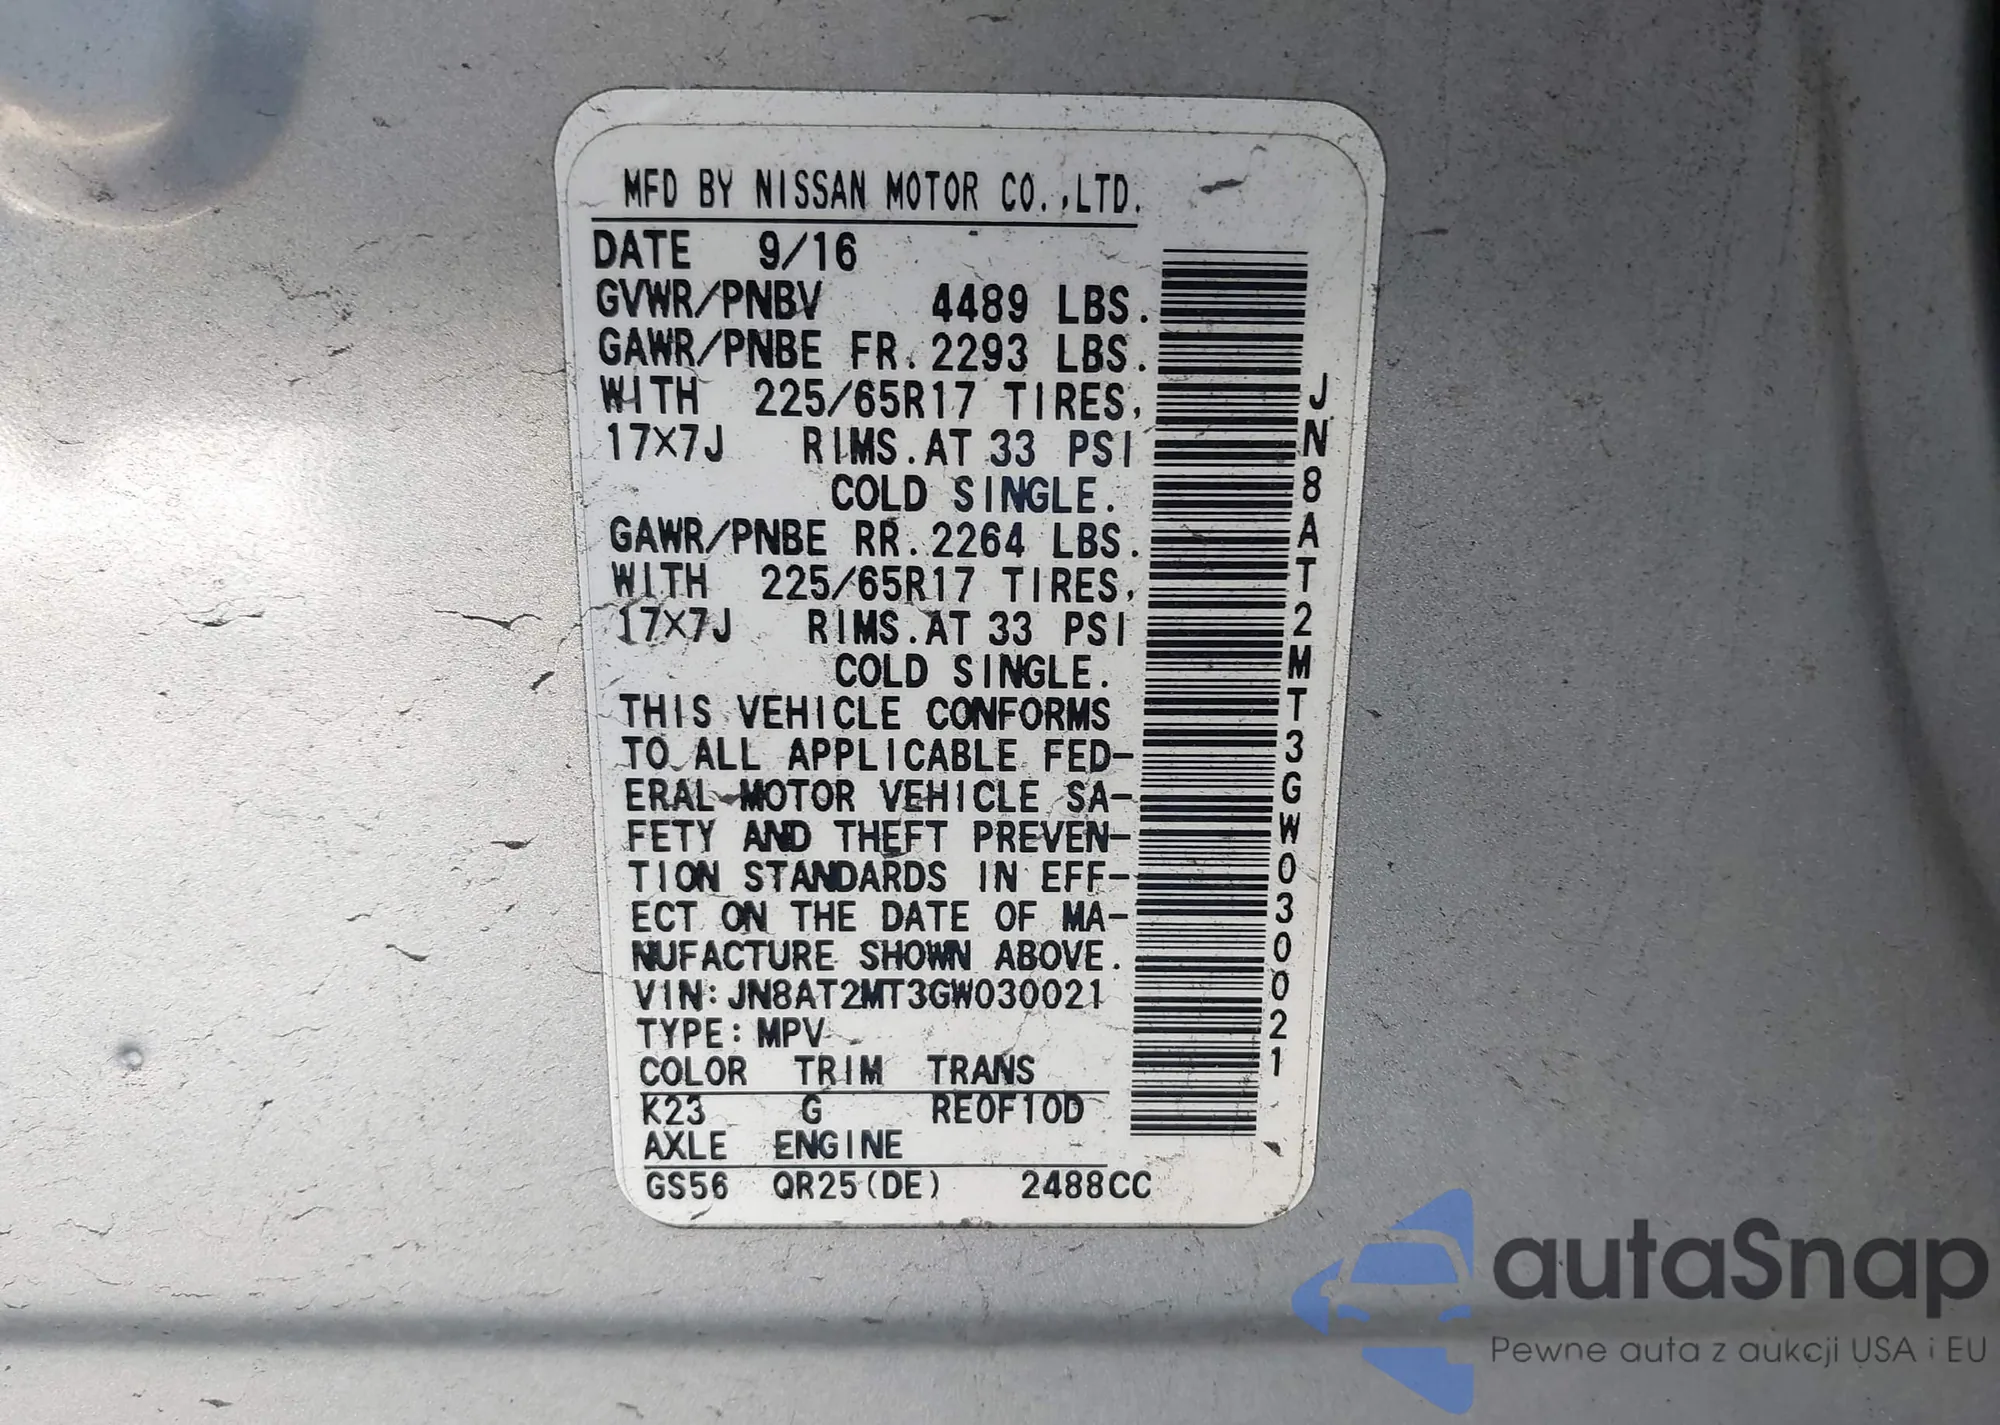 MFD BY NISSAN MOTOR CO.,LTD.
DATE 9/16
GVWR/PNBV 4489 LBS.
GAWR/PNBE FR.2293 LBS.
WITH 225/65R17 TIRES,
17X7J RIMS.AT 33 PSI
COLD SINGLE.
GAWR/PNBE RR.2264 LBS.
WITH 225/65R17 TIRES,
17X7J RIMS.AT 33 PSI
COLD SINGLE.
THIS VEHICLE CONFORMS
TO ALL APPLICABLE FED-
ERAL MOTOR VEHICLE SA-
FETY AND THEFT PREVEN-
TION STANDARDS IN EFF-
ECT ON THE DATE OF MA-
NUFACTURE SHOWN ABOVE.
VIN:JN8AT2MT3GW030021
TYPE:MPV
COLOR TRIM TRANS
K23 G RE0F10D
AXLE ENGINE
GS56 QR25(DE) 2488CC
JN8AT2MT3GW030021
autaSnap
Pewne auta z aukcji USA i EU